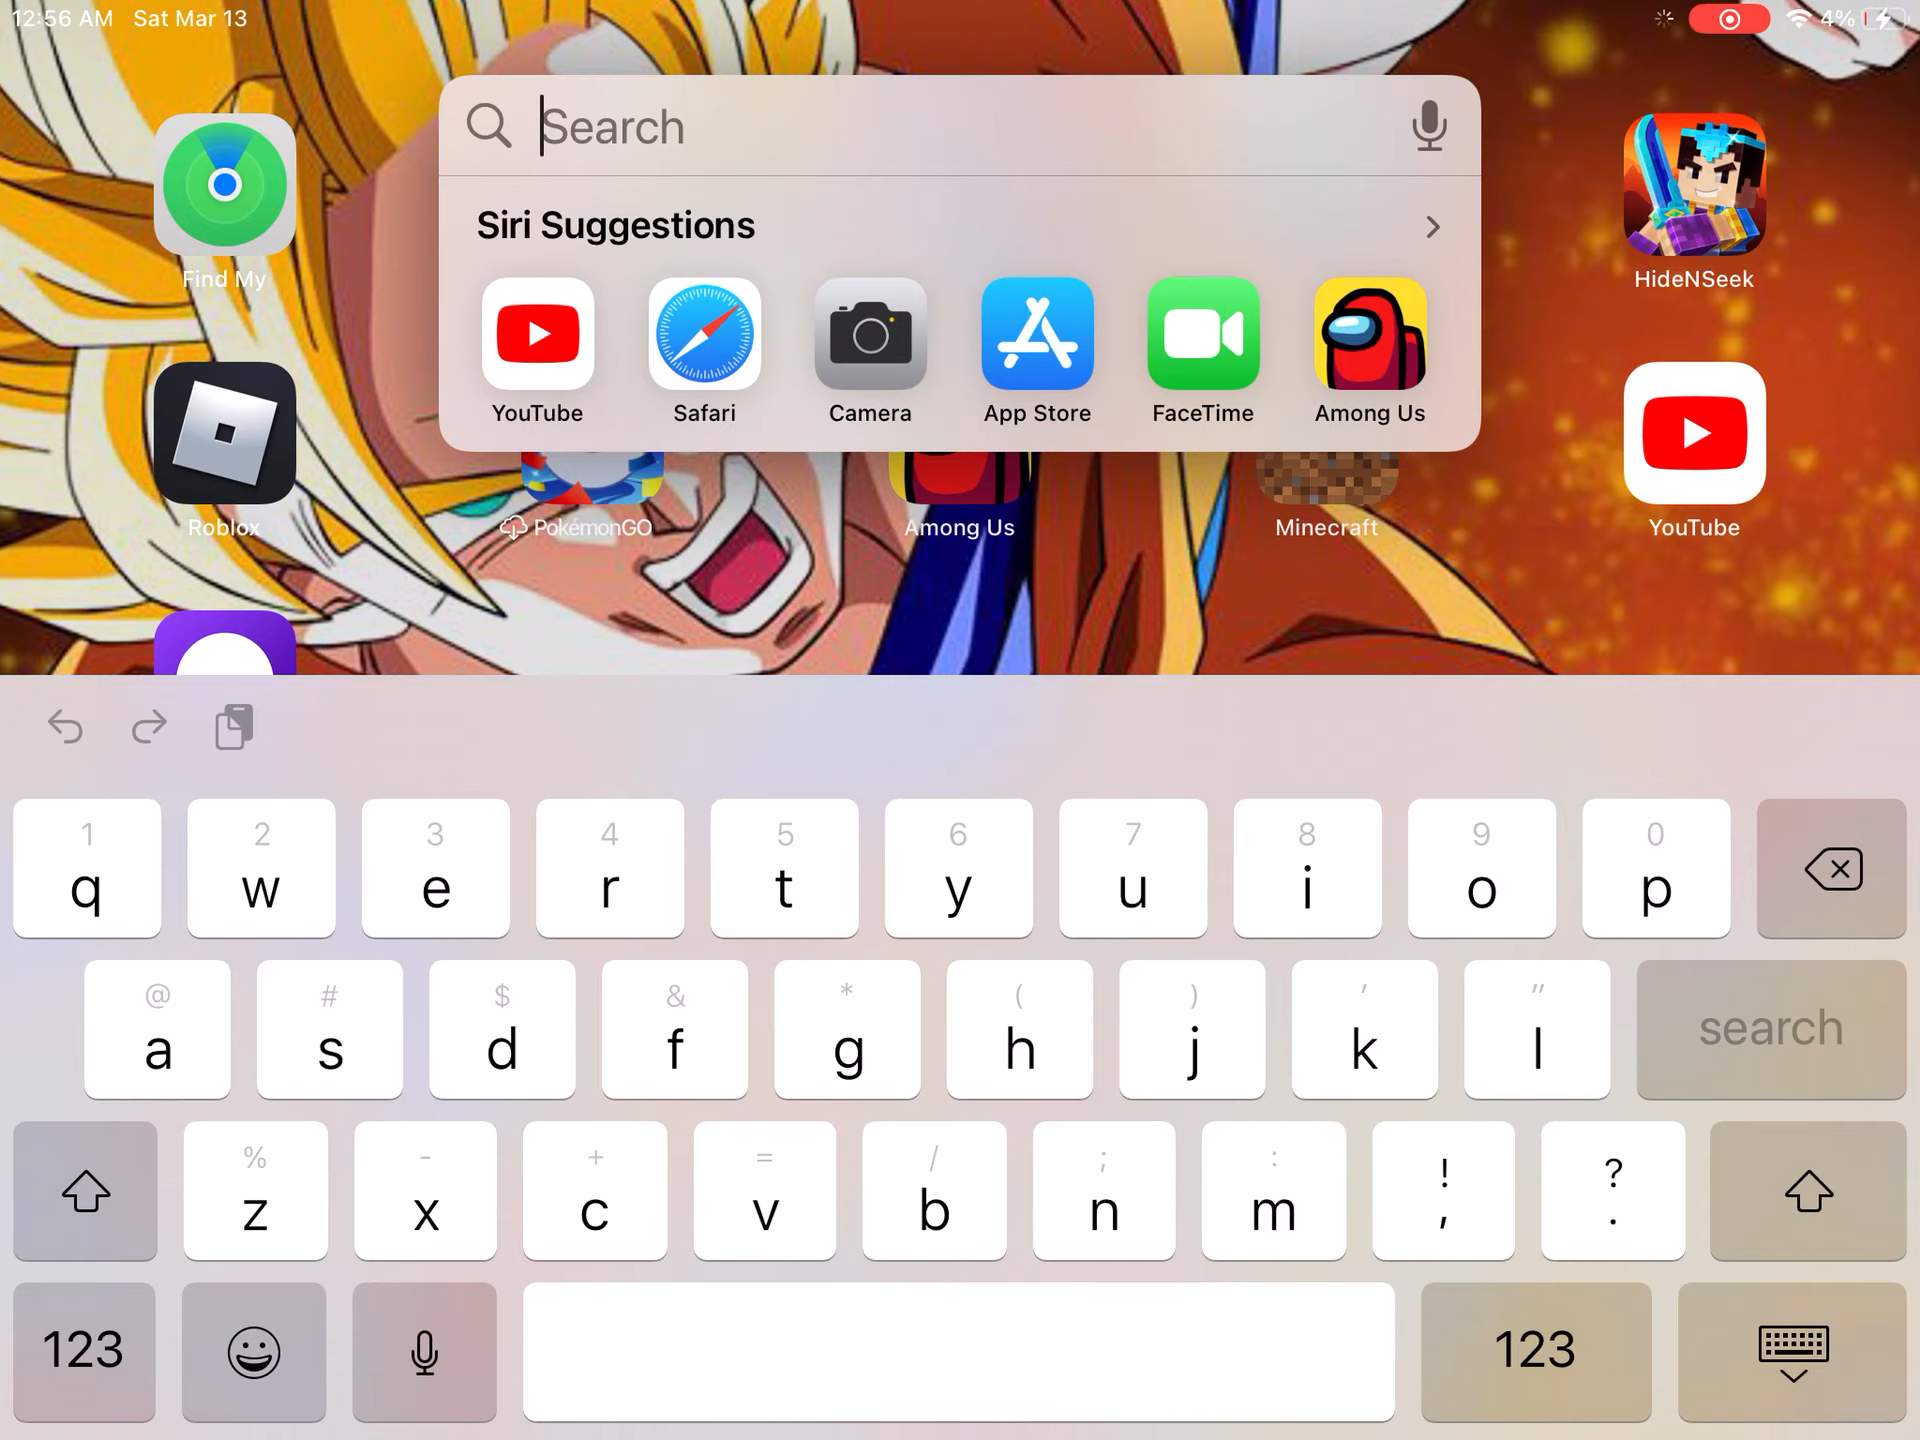 12:56 AM Sat Mar 13 4%
Search
Siri Suggestions
YouTube Safari Camera App Store FaceTime Among Us
Find My HideNSeek
Roblox PokémonGO Among Us Minecraft YouTube
1 2 3 4 5 6 7 8 9 0
q w e r t y u i o p
@ # $ & * ( ) ' "
a s d f g h j k l search
% - + = / ; : ! ?
z x c v b n m , .
123 123